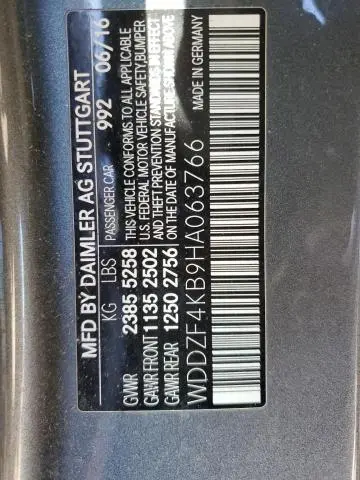 MFD BY DAIMLER AG STUTTGART
992 06/16
KG LBS PASSENGER CAR
GVWR 2385 5258
GAWR FRONT 1135 2502
GAWR REAR 1250 2756
THIS VEHICLE CONFORMS TO ALL APPLICABLE
U.S. FEDERAL MOTOR VEHICLE SAFETY, BUMPER
AND THEFT PREVENTION STANDARDS IN EFFECT
ON THE DATE OF MANUFACTURE SHOWN ABOVE
WDDZF4KB9HA063766 MADE IN GERMANY